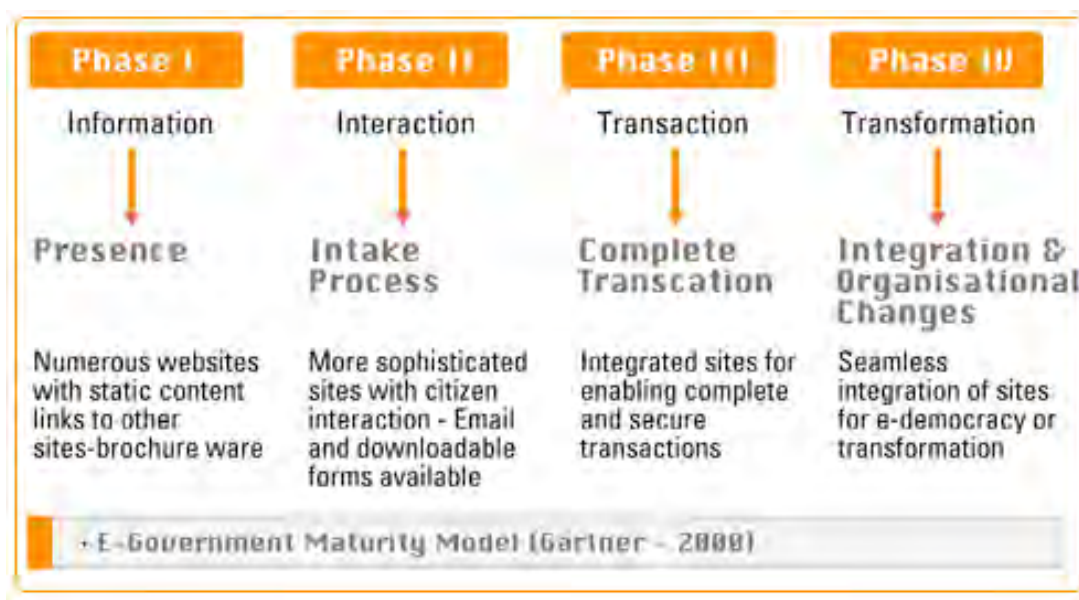 Phase I
Information
Presence
Numerous websites
with static content
links to other
sites-brochure ware
Phase II
Interaction
Intake
Process
More sophisticated
sites with citizen
interaction - Email
and downloadable
forms available
Phase III
Transaction
Complete
Transcation
Integrated sites for
enabling complete
and secure
transactions
Phase IV
Transformation
Integration &
Organisational
Changes
Seamless
integration of sites
for e-democracy or
transformation
• E-Government Maturity Model (Gartner - 2000)